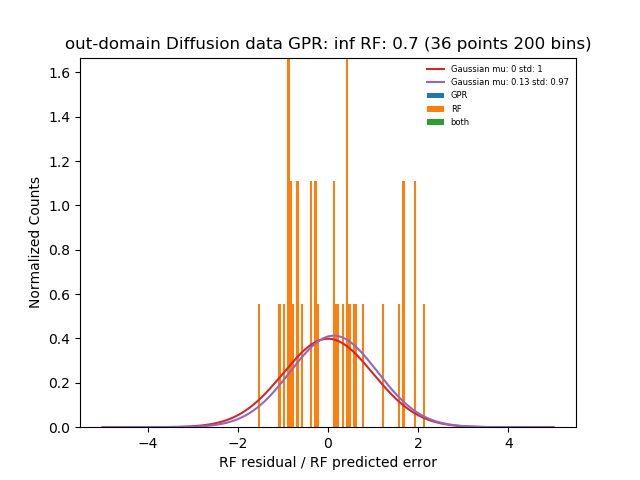 out-domain Diffusion data GPR: inf RF: 0.7 (36 points 200 bins)
Gaussian mu: 0 std: 1
Gaussian mu: 0.13 std: 0.97
GPR
RF
both
Normalized Counts
1.6
1.4
1.2
1.0
0.8
0.6
0.4
0.2
0.0
−4
−2
0
2
4
RF residual / RF predicted error